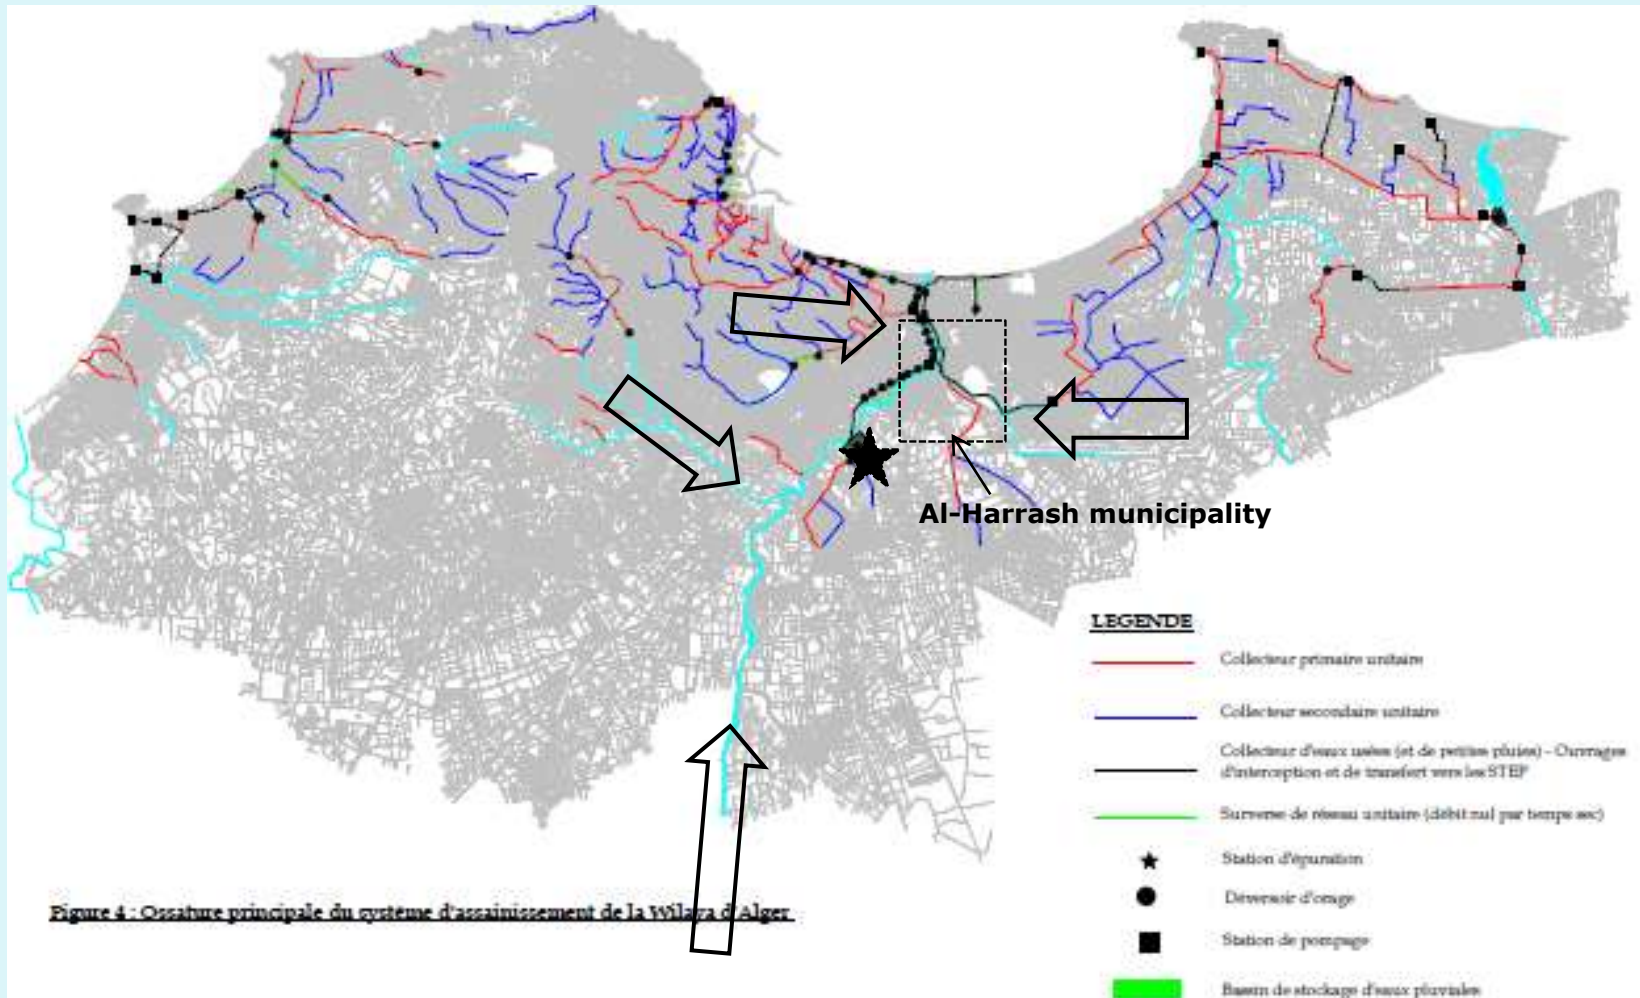 Al-Harrash municipality
LEGENDE
Collecteur primaire unitaire
Collecteur secondaire unitaire
Collecteur d'eaux usées (et de petites pluies) - Ouvrages
d'interception et de transfert vers les STEP
Surverse de réseau unitaire (débit nul par temps sec)
Station d'épuration
Déversoir d'orage
Station de pompage
Bassin de stockage d'eaux pluviales
Figure 4 : Ossature principale du système d'assainissement de la Wilaya d'Alger